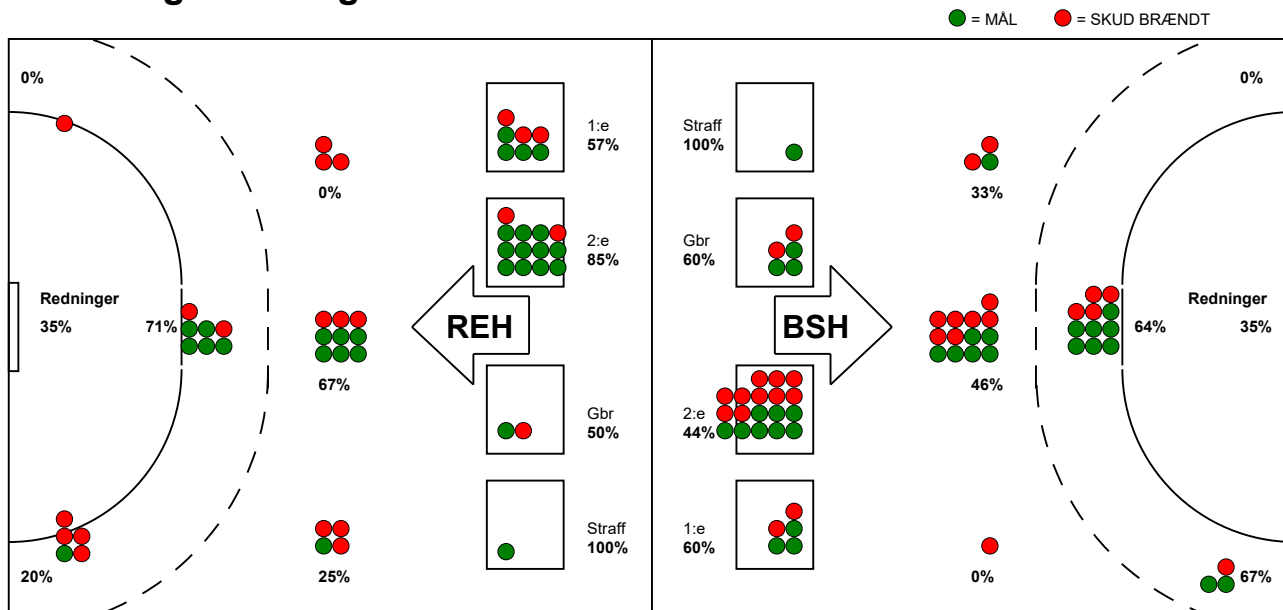 = MÅL = SKUD BRÆNDT
0% 0%
1:e
57%
Straff
100%
0% 33%
2:e
85%
Gbr
60%
Redninger
35%
71%
REH
BSH
64%
Redninger
35%
67% 46%
Gbr
50%
2:e
44%
Straff
100%
1:e
60%
20% 25% 0% 67%